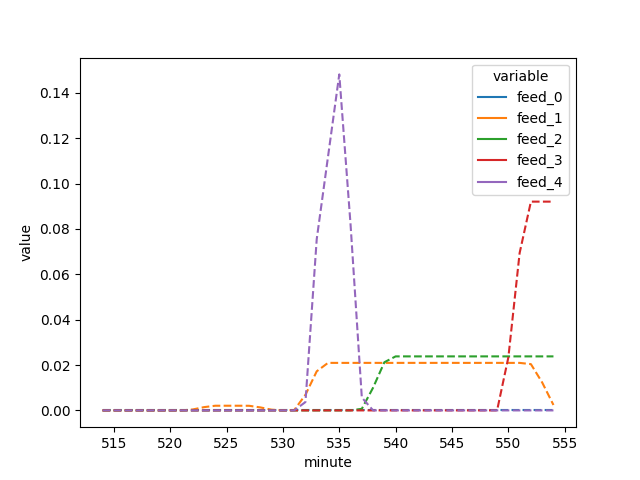 variable
feed_0
feed_1
feed_2
feed_3
feed_4
0.14
0.12
0.10
0.08
0.06
0.04
0.02
0.00
value
515 520 525 530 535 540 545 550 555
minute